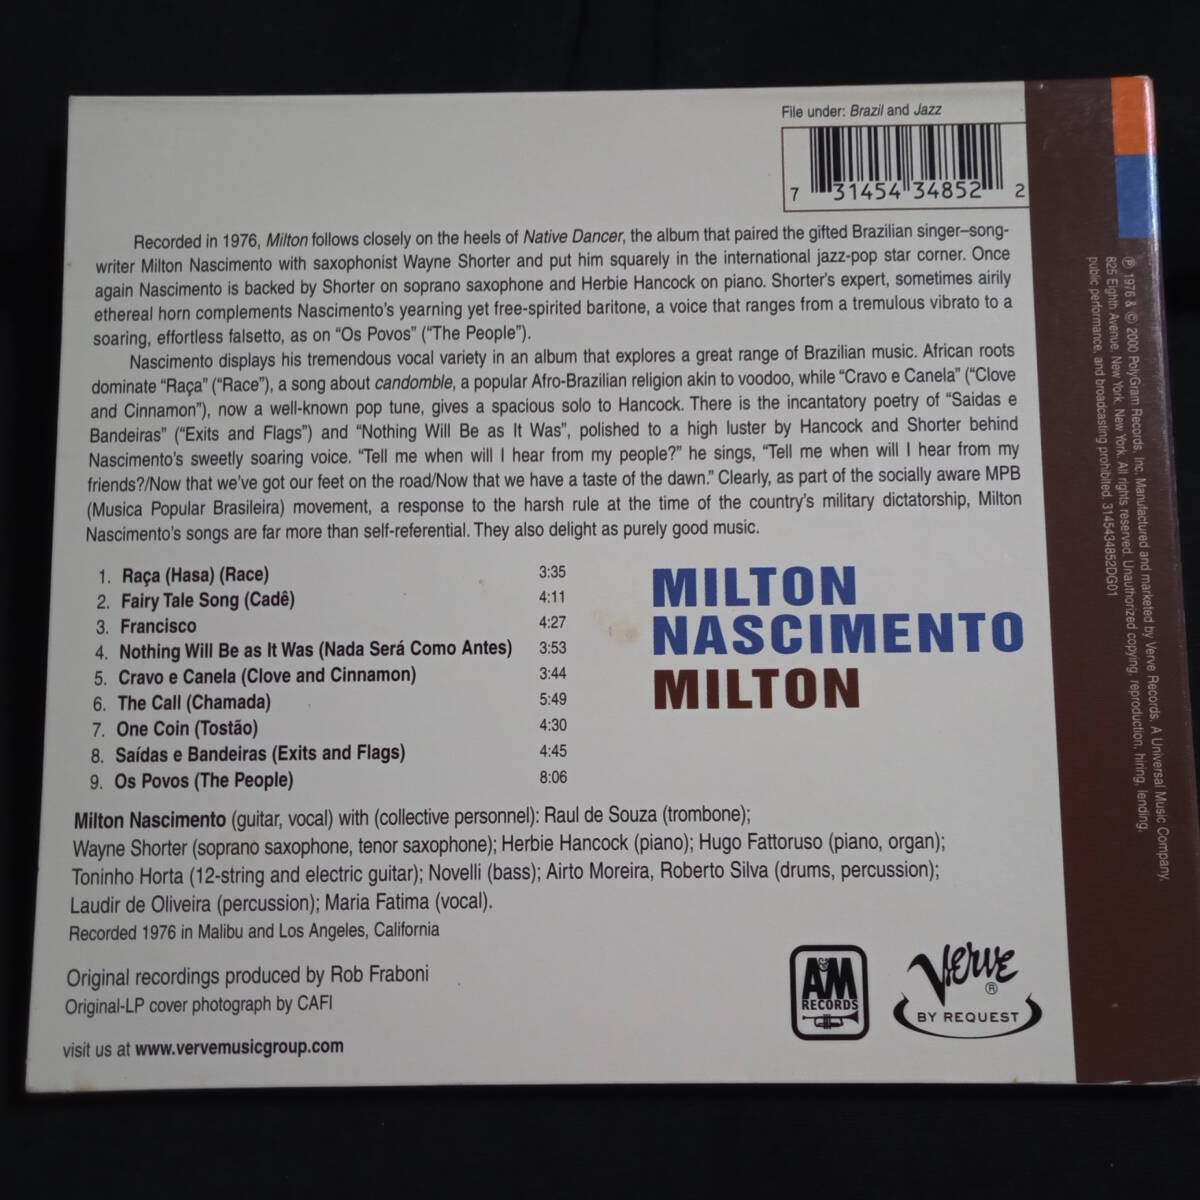 File under: Brazil and Jazz
7 31454 34852 2
Recorded in 1976, Milton follows closely on the heels of Native Dancer, the album that paired the gifted Brazilian singer–song-
writer Milton Nascimento with saxophonist Wayne Shorter and put him squarely in the international jazz-pop star corner. Once
again Nascimento is backed by Shorter on soprano saxophone and Herbie Hancock on piano. Shorter's expert, sometimes airily
ethereal horn complements Nascimento's yearning yet free-spirited baritone, a voice that ranges from a tremulous vibrato to a
soaring, effortless falsetto, as on “Os Povos” (“The People”).
Nascimento displays his tremendous vocal variety in an album that explores a great range of Brazilian music. African roots
dominate “Raça” (“Race”), a song about candomble, a popular Afro-Brazilian religion akin to voodoo, while “Cravo e Canela” (“Clove
and Cinnamon”), now a well-known pop tune, gives a spacious solo to Hancock. There is the incantatory poetry of “Saidas e
Bandeiras” (“Exits and Flags”) and “Nothing Will Be as It Was”, polished to a high luster by Hancock and Shorter behind
Nascimento's sweetly soaring voice. “Tell me when will I hear from my people?” he sings, “Tell me when will I hear from my
friends?/Now that we've got our feet on the road/Now that we have a taste of the dawn.” Clearly, as part of the socially aware MPB
(Musica Popular Brasileira) movement, a response to the harsh rule at the time of the country's military dictatorship, Milton
Nascimento's songs are far more than self-referential. They also delight as purely good music.
1. Raça (Hasa) (Race) 3:35
2. Fairy Tale Song (Cadê) 4:11
3. Francisco 4:27
4. Nothing Will Be as It Was (Nada Será Como Antes) 3:53
5. Cravo e Canela (Clove and Cinnamon) 3:44
6. The Call (Chamada) 5:49
7. One Coin (Tostão) 4:30
8. Saídas e Bandeiras (Exits and Flags) 4:45
9. Os Povos (The People) 8:06
MILTON
NASCIMENTO
MILTON
Milton Nascimento (guitar, vocal) with (collective personnel): Raul de Souza (trombone);
Wayne Shorter (soprano saxophone, tenor saxophone); Herbie Hancock (piano); Hugo Fattoruso (piano, organ);
Toninho Horta (12-string and electric guitar); Novelli (bass); Airto Moreira, Roberto Silva (drums, percussion);
Laudir de Oliveira (percussion); Maria Fatima (vocal).
Recorded 1976 in Malibu and Los Angeles, California
Original recordings produced by Rob Fraboni
Original-LP cover photograph by CAFI
visit us at www.vervemusicgroup.com
A&M
RECORDS
Verve
®
BY REQUEST
℗ 1976 & © 2000 PolyGram Records, Inc. Manufactured and marketed by Verve Records, A Universal Music Company,
825 Eighth Avenue, New York, New York. All rights reserved. Unauthorized copying, reproduction, hiring, lending,
public performance, and broadcasting prohibited. 3145434852DG01